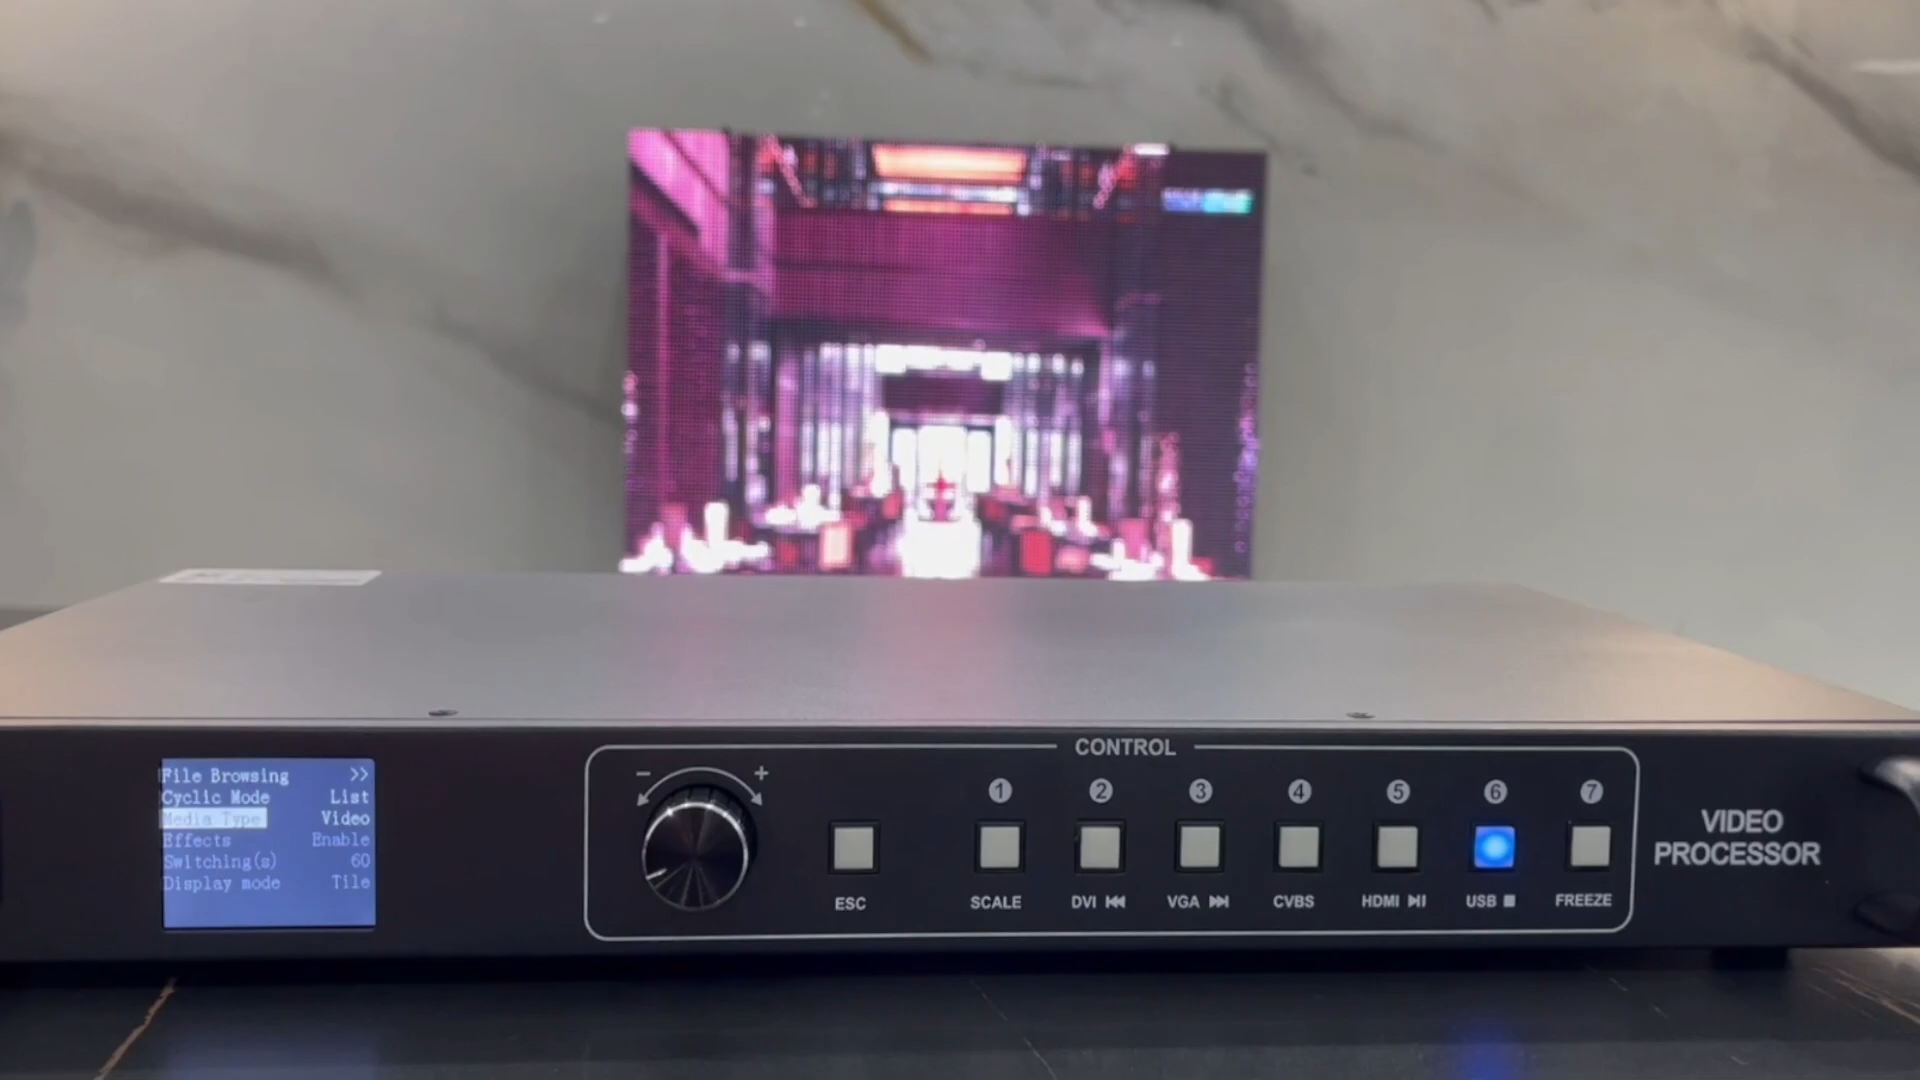 File Browsing >>
Cyclic Mode List
Media Type Video
Effects Enable
Switching(s) 60
Display mode Tile
CONTROL
− +
1 2 3 4 5 6 7
ESC SCALE DVI ⏮ VGA ⏭ CVBS HDMI ⏯ USB ⏹ FREEZE
VIDEO
PROCESSOR